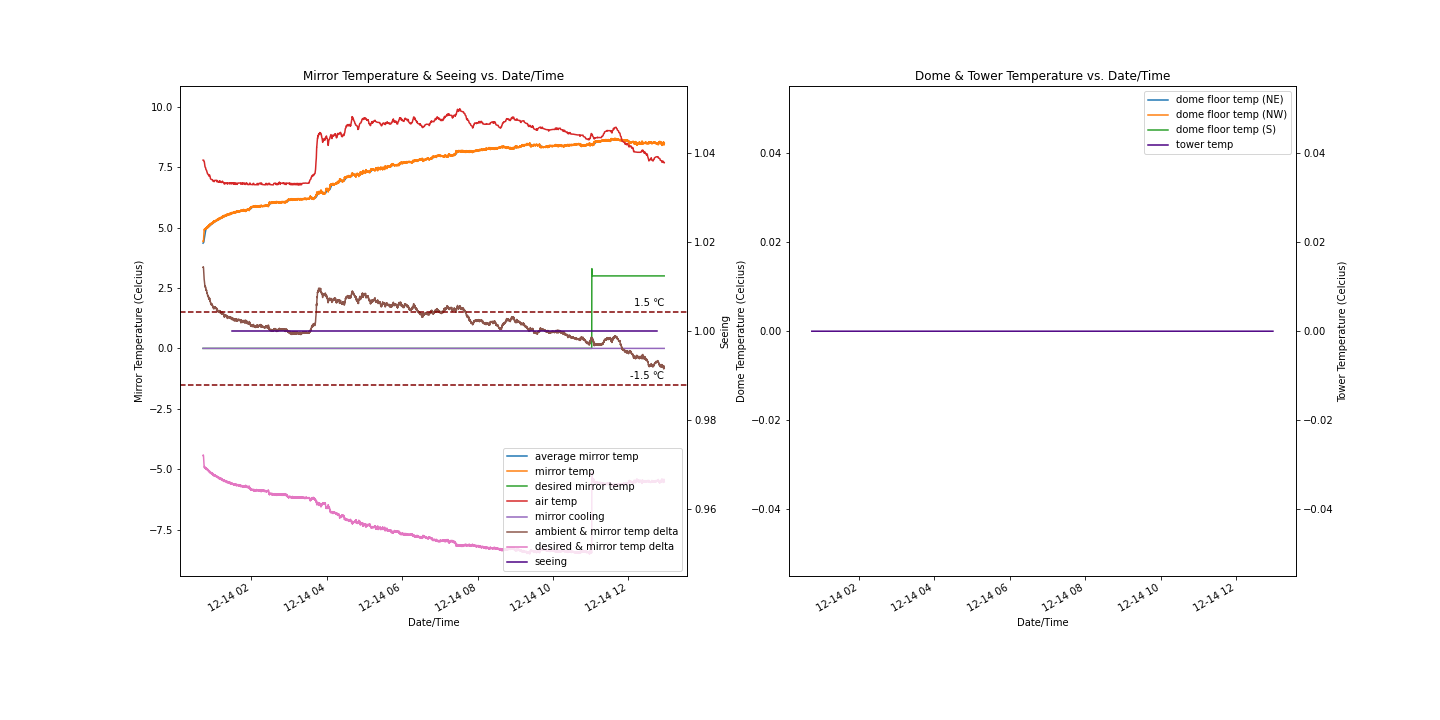 Mirror Temperature & Seeing vs. Date/Time
10.0
7.5
5.0
2.5
0.0
−2.5
−5.0
−7.5
Mirror Temperature (Celcius)
1.04
1.02
1.00
0.98
0.96
Seeing
1.5 °C
-1.5 °C
average mirror temp
mirror temp
desired mirror temp
air temp
mirror cooling
ambient & mirror temp delta
desired & mirror temp delta
seeing
12-14 02
12-14 04
12-14 06
12-14 08
12-14 10
12-14 12
Date/Time
Dome & Tower Temperature vs. Date/Time
0.04
0.02
0.00
−0.02
−0.04
Dome Temperature (Celcius)
dome floor temp (NE)
dome floor temp (NW)
dome floor temp (S)
tower temp
0.04
0.02
0.00
−0.02
−0.04
Tower Temperature (Celcius)
12-14 02
12-14 04
12-14 06
12-14 08
12-14 10
12-14 12
Date/Time